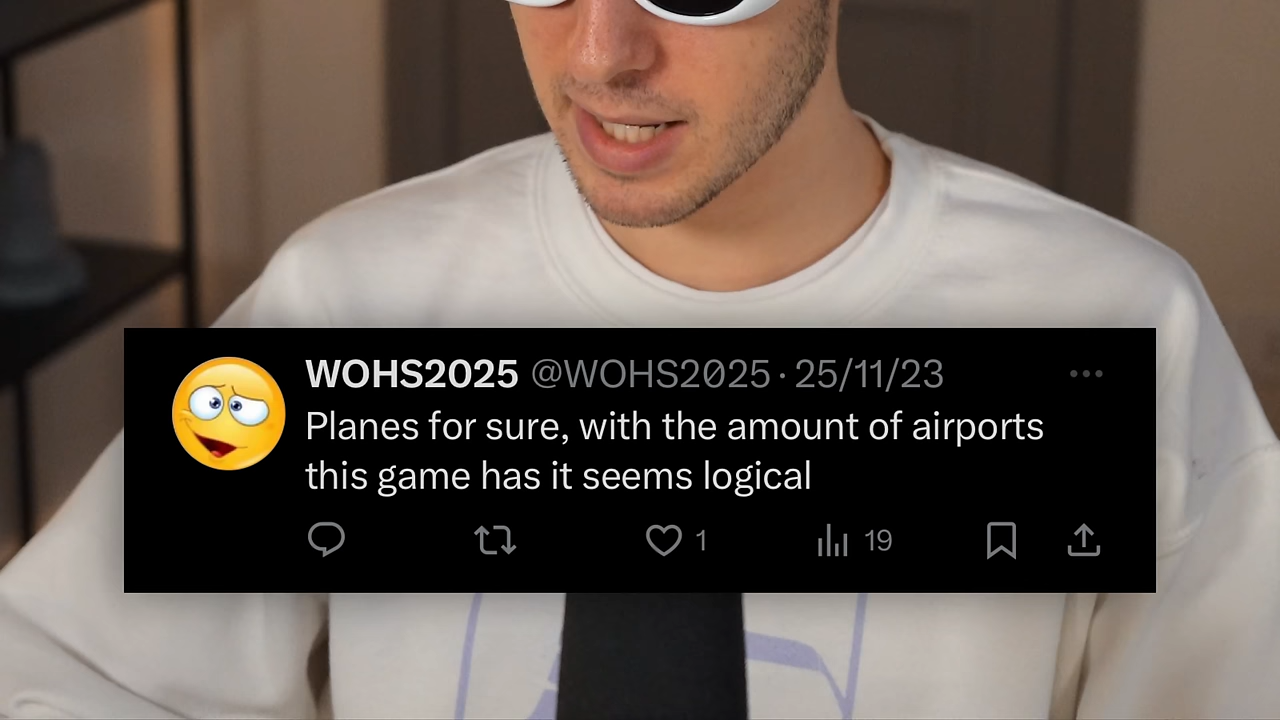 WOHS2025 @WOHS2025 · 25/11/23
Planes for sure, with the amount of airports
this game has it seems logical
1 19